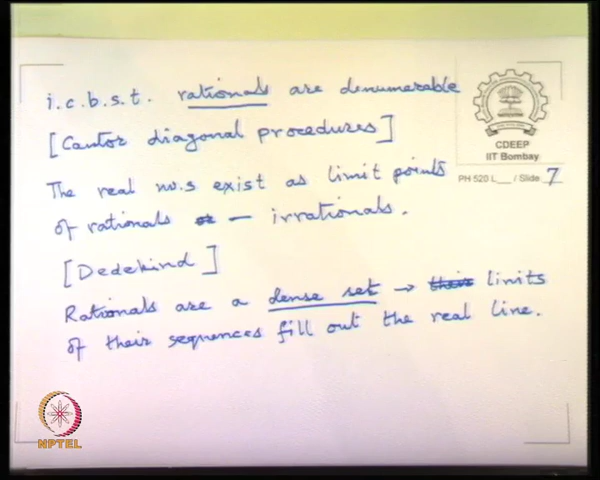 i.c.b.s.t. rationals are denumerable
[Cantor diagonal procedures]
The real no.s exist as limit points
of rationals or — irrationals.
[Dedekind]
Rationals are a dense set → their limits
of their sequences fill out the real line.
CDEEP
IIT Bombay
PH 520 L__ / Slide 7
NPTEL